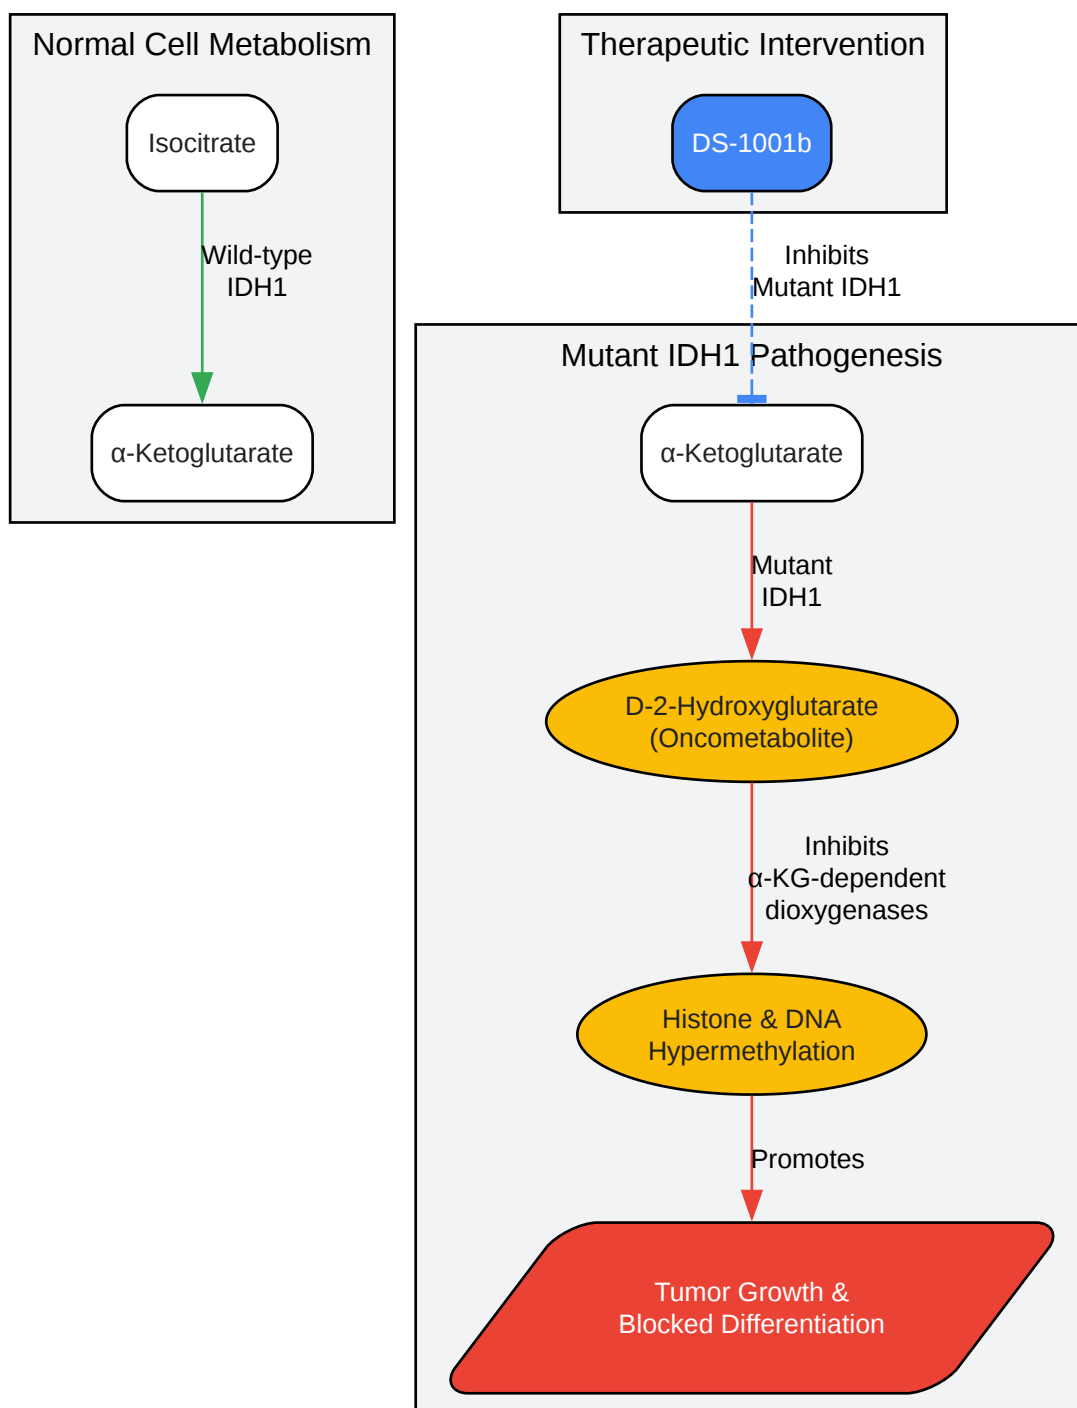 Normal Cell Metabolism
Isocitrate
Wild-type
IDH1
α-Ketoglutarate
Therapeutic Intervention
DS-1001b
Inhibits
Mutant IDH1
Mutant IDH1 Pathogenesis
α-Ketoglutarate
Mutant
IDH1
D-2-Hydroxyglutarate
(Oncometabolite)
Inhibits
α-KG-dependent
dioxygenases
Histone & DNA
Hypermethylation
Promotes
Tumor Growth &
Blocked Differentiation